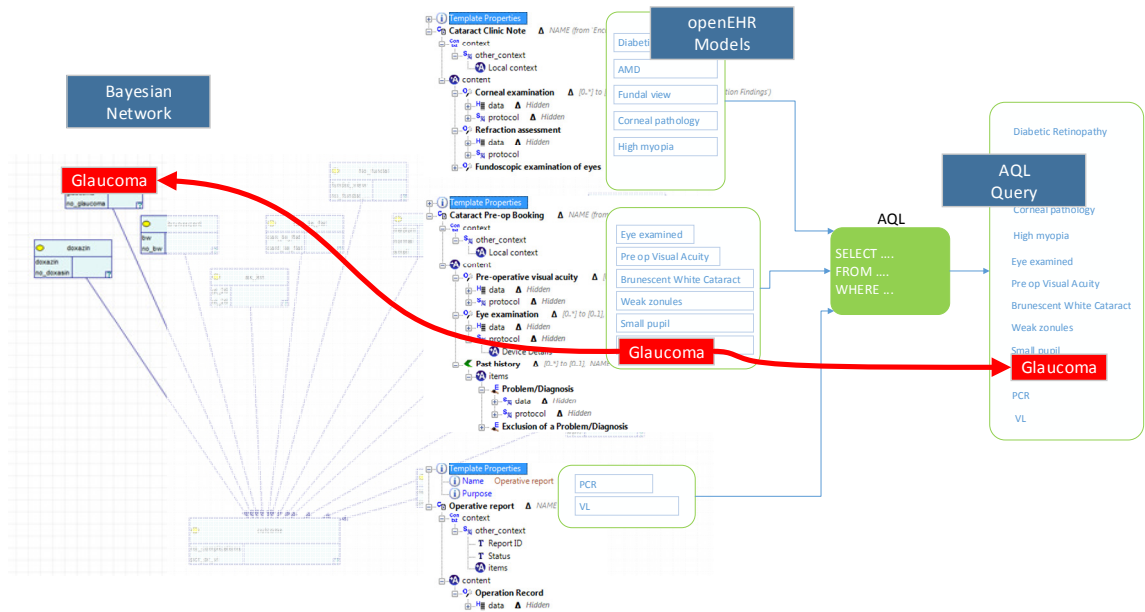 Template Properties
Cataract Clinic Note Δ NAME (from 'Enc
context
other_context
Local context
content
Corneal examination Δ [0..*] to [
tion Findings')
data Δ Hidden
protocol Δ Hidden
Refraction assessment
data Δ Hidden
protocol
Fundoscopic examination of eyes
openEHR
Models
Diabeti
AMD
Fundal view
Corneal pathology
High myopia
Bayesian
Network
Glaucoma
no_glaucoma
doxazin
doxazin
no_doxasin
bw
no_bw
Template Properties
Cataract Pre-op Booking Δ NAME (from
context
other_context
Local context
content
Pre-operative visual acuity Δ
data Δ Hidden
protocol Δ Hidden
Eye examination Δ [0..*] to [0..1],
data Δ Hidden
protocol
Device Details
Past history Δ [0..*] to [0..1], NAME
items
Problem/Diagnosis
data Δ Hidden
protocol Δ Hidden
Exclusion of a Problem/Diagnosis
Eye examined
Pre op Visual Acuity
Brunescent White Cataract
Weak zonules
Small pupil
Glaucoma
Template Properties
Name Operative report
Purpose
Operative report Δ NAME
context
other_context
Report ID
Status
items
content
Operation Record
data Δ Hidden
PCR
VL
AQL
SELECT ....
FROM ....
WHERE ...
AQL
Query
Diabetic Retinopathy
Corneal pathology
High myopia
Eye examined
Pre op Visual Acuity
Brunescent White Cataract
Weak zonules
Small pupil
Glaucoma
PCR
VL